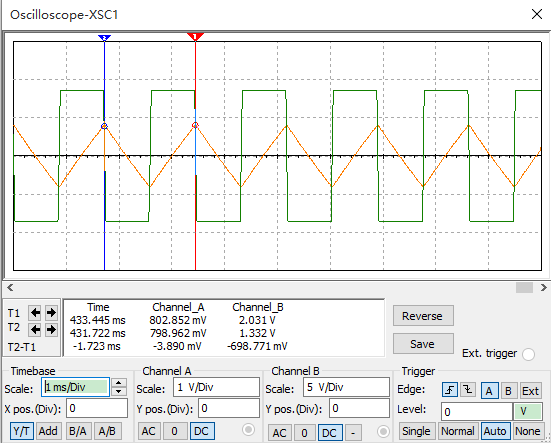 Oscilloscope-XSC1
2 1
T1
T2
T2-T1
Time Channel_A Channel_B
433.445 ms 802.852 mV 2.031 V
431.722 ms 798.962 mV 1.332 V
-1.723 ms -3.890 mV -698.771 mV
Reverse
Save
Ext. trigger
Timebase
Scale: 1 ms/Div
X pos.(Div): 0
Y/T Add B/A A/B
Channel A
Scale: 1 V/Div
Y pos.(Div): 0
AC 0 DC
Channel B
Scale: 5 V/Div
Y pos.(Div): 0
AC 0 DC -
Trigger
Edge: A B Ext
Level: 0 V
Single Normal Auto None